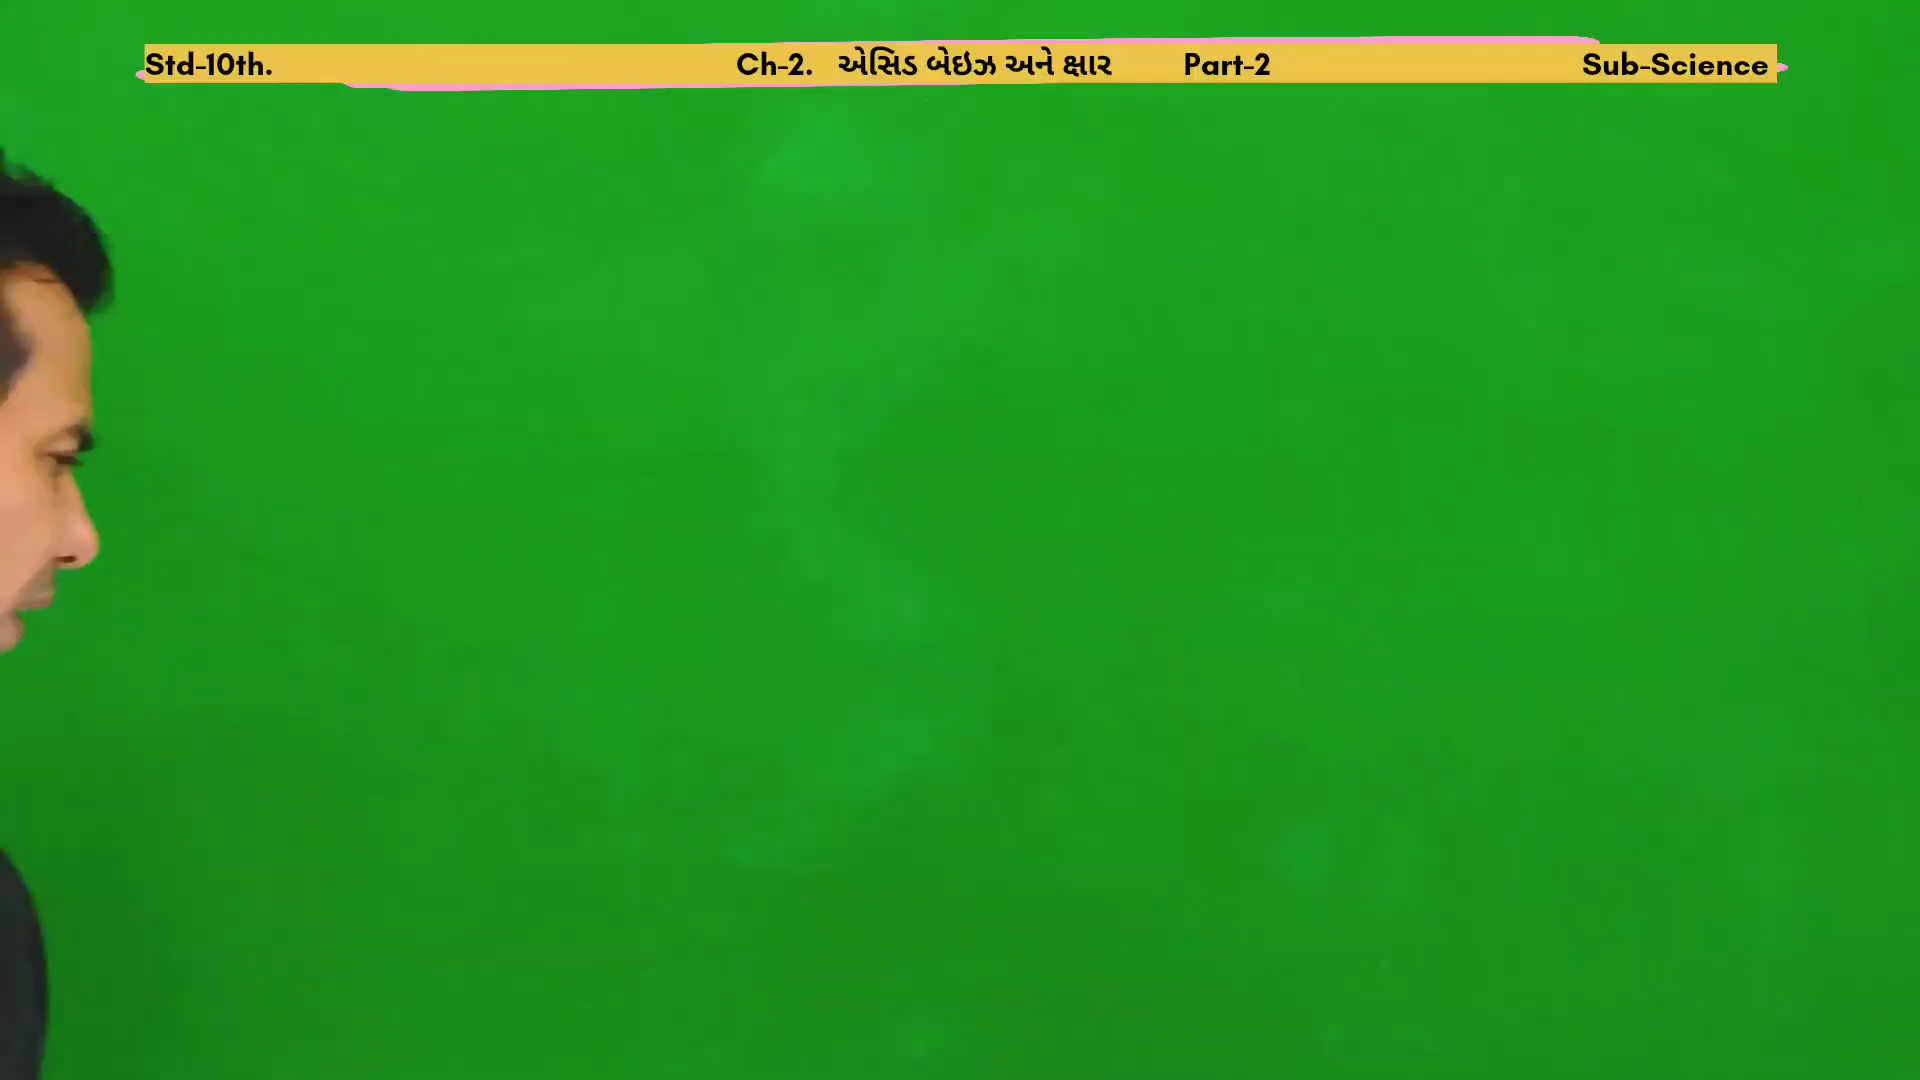 Std-10th. Ch-2. એસિડ બેઇઝ અને ક્ષાર Part-2 Sub-Science